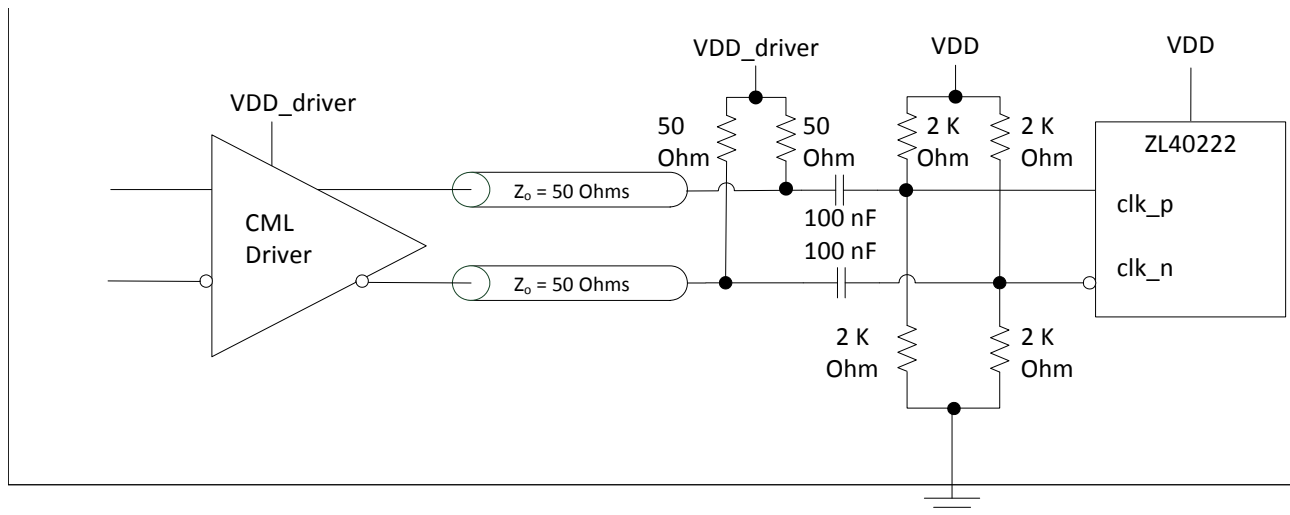 VDD_driver
VDD
VDD
VDD_driver
50
Ohm
50
Ohm
2 K
Ohm
2 K
Ohm
ZL40222
Zo = 50 Ohms
clk_p
CML
Driver
100 nF
100 nF
clk_n
Zo = 50 Ohms
2 K
Ohm
2 K
Ohm